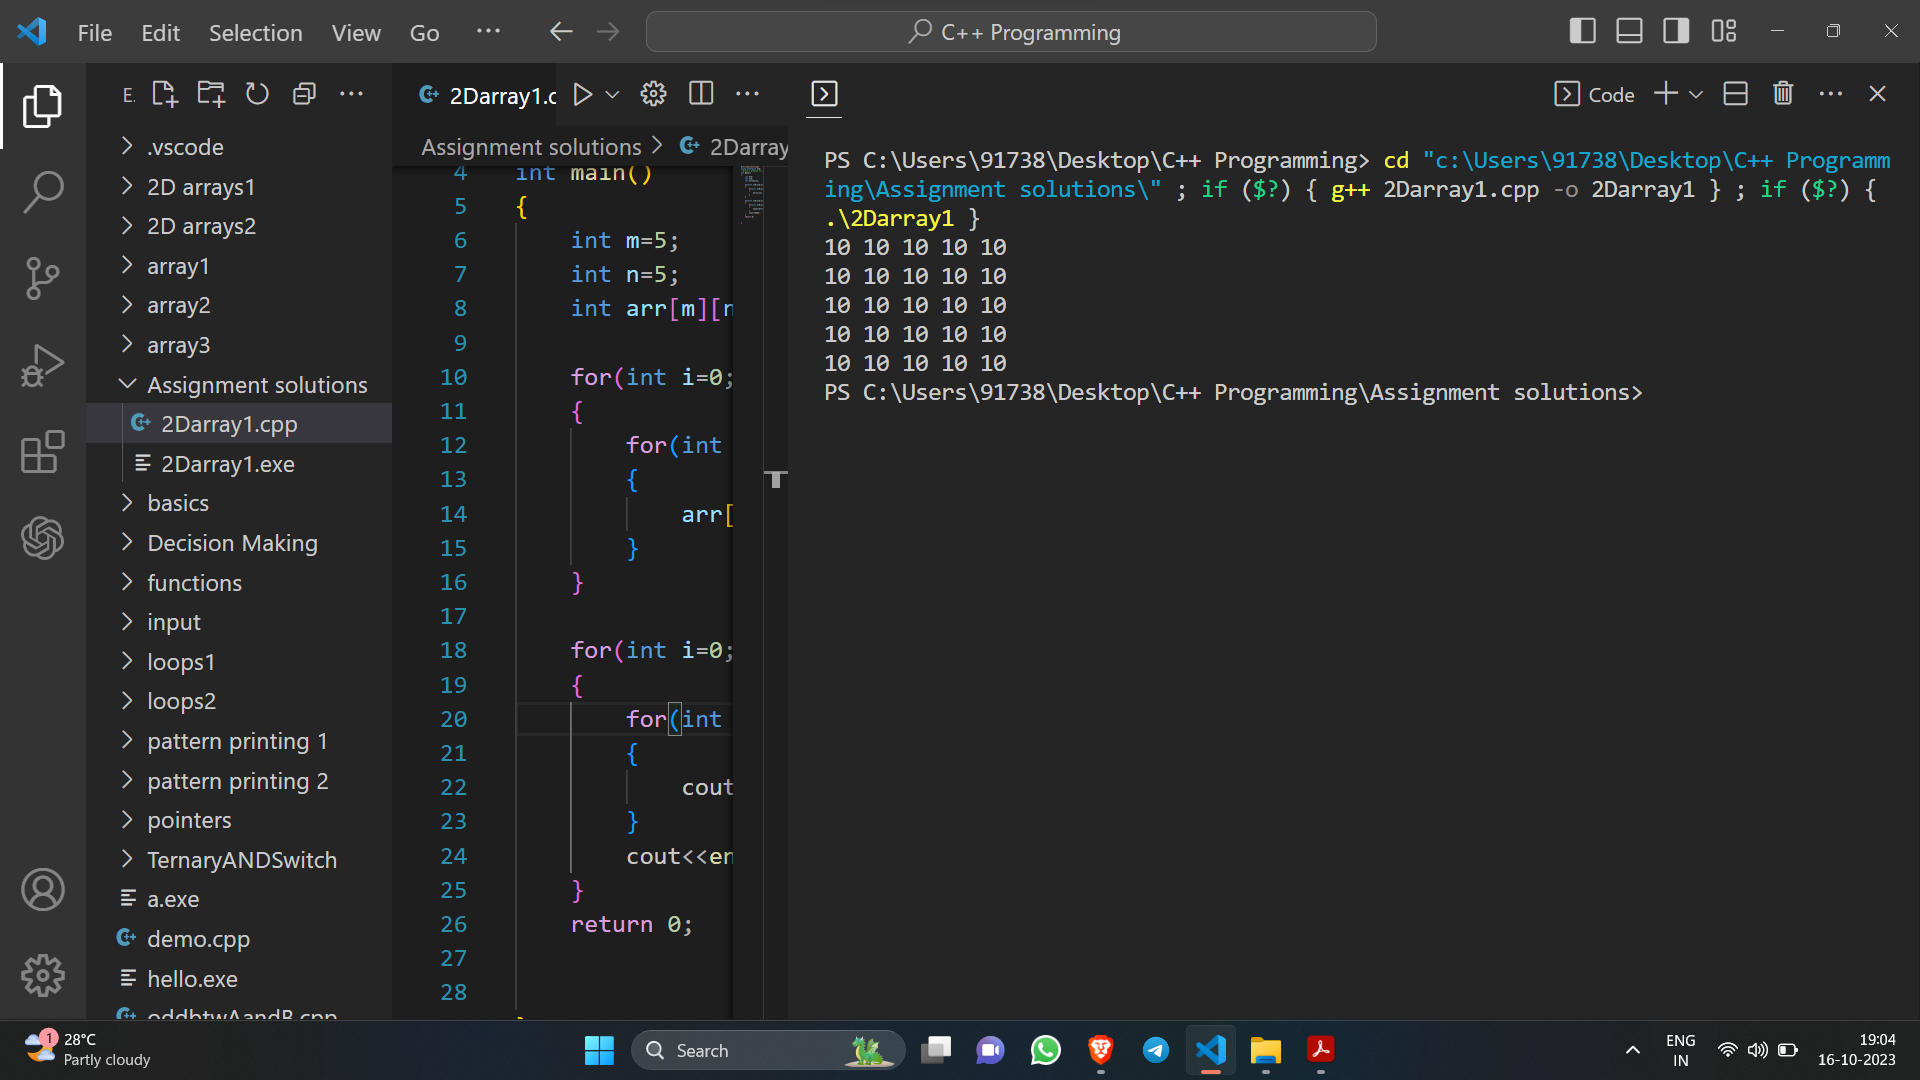 File Edit Selection View Go ··· C++ Programming
E.
.vscode
2D arrays1
2D arrays2
array1
array2
array3
Assignment solutions
2Darray1.cpp
2Darray1.exe
basics
Decision Making
functions
input
loops1
loops2
pattern printing 1
pattern printing 2
pointers
TernaryANDSwitch
a.exe
demo.cpp
hello.exe
oddbtwAandB.cpp
2Darray1.c
Assignment solutions > 2Darray
4 int main()
5 {
6 int m=5;
7 int n=5;
8 int arr[m][n
9
10 for(int i=0;
11 {
12 for(int
13 {
14 arr[
15 }
16 }
17
18 for(int i=0;
19 {
20 for(int
21 {
22 cout
23 }
24 cout<<en
25 }
26 return 0;
27
28
Code
PS C:\Users\91738\Desktop\C++ Programming> cd "c:\Users\91738\Desktop\C++ Programm
ing\Assignment solutions\" ; if ($?) { g++ 2Darray1.cpp -o 2Darray1 } ; if ($?) {
.\2Darray1 }
10 10 10 10 10
10 10 10 10 10
10 10 10 10 10
10 10 10 10 10
10 10 10 10 10
PS C:\Users\91738\Desktop\C++ Programming\Assignment solutions>
1
28°C
Partly cloudy
Search
ENG
IN
19:04
16-10-2023